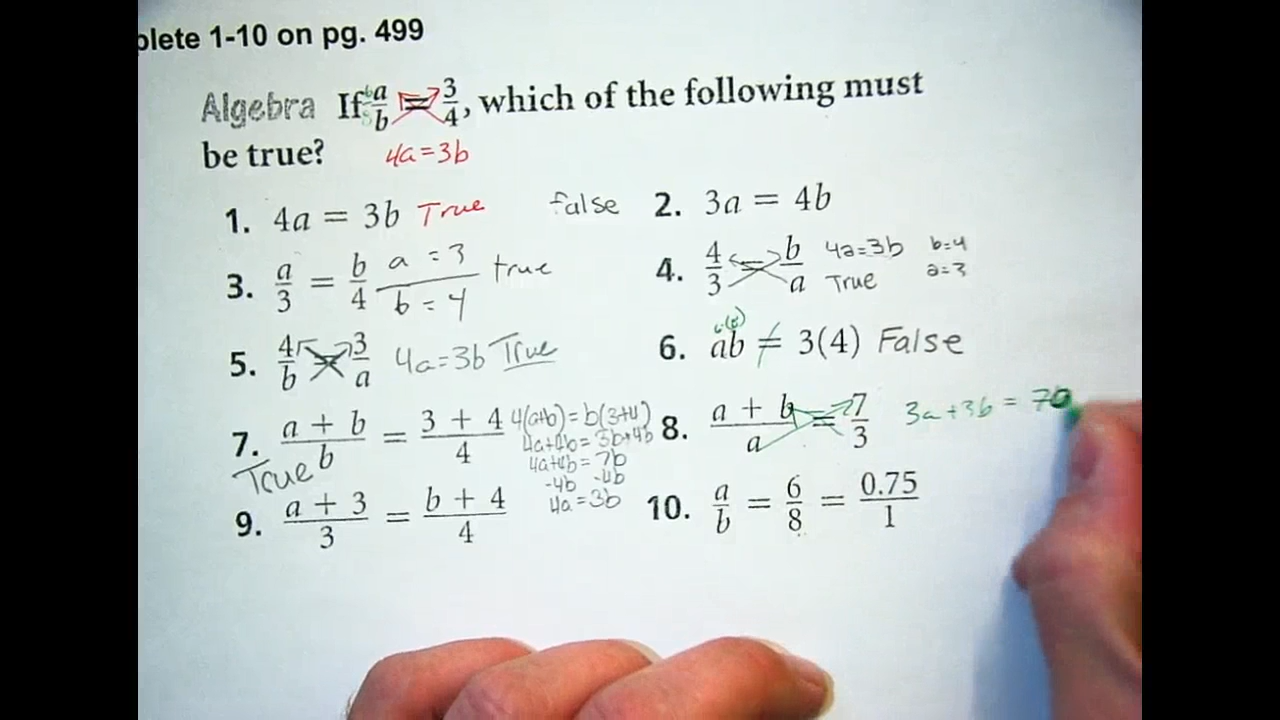 plete 1-10 on pg. 499
Algebra If a/b = 3/4, which of the following must
be true? 4a = 3b
1. 4a = 3b True false 2. 3a = 4b
3. a/3 = b/4 a = 3 / b = 4 true 4. 4/3 = b/a 4a = 3b True b = 4 a = 3
5. 4/b = 3/a 4a = 3b True 6. ab ≠ 3(4) False
7. (a + b)/b = (3 + 4)/4 True
4(a+b) = b(3+4)
4a+4b = 3b+4b
4a+4b = 7b
-4b -4b
4a = 3b
8. (a + b)/a = 7/3 3a + 3b = 7
9. (a + 3)/3 = (b + 4)/4 10. a/b = 6/8 = 0.75/1